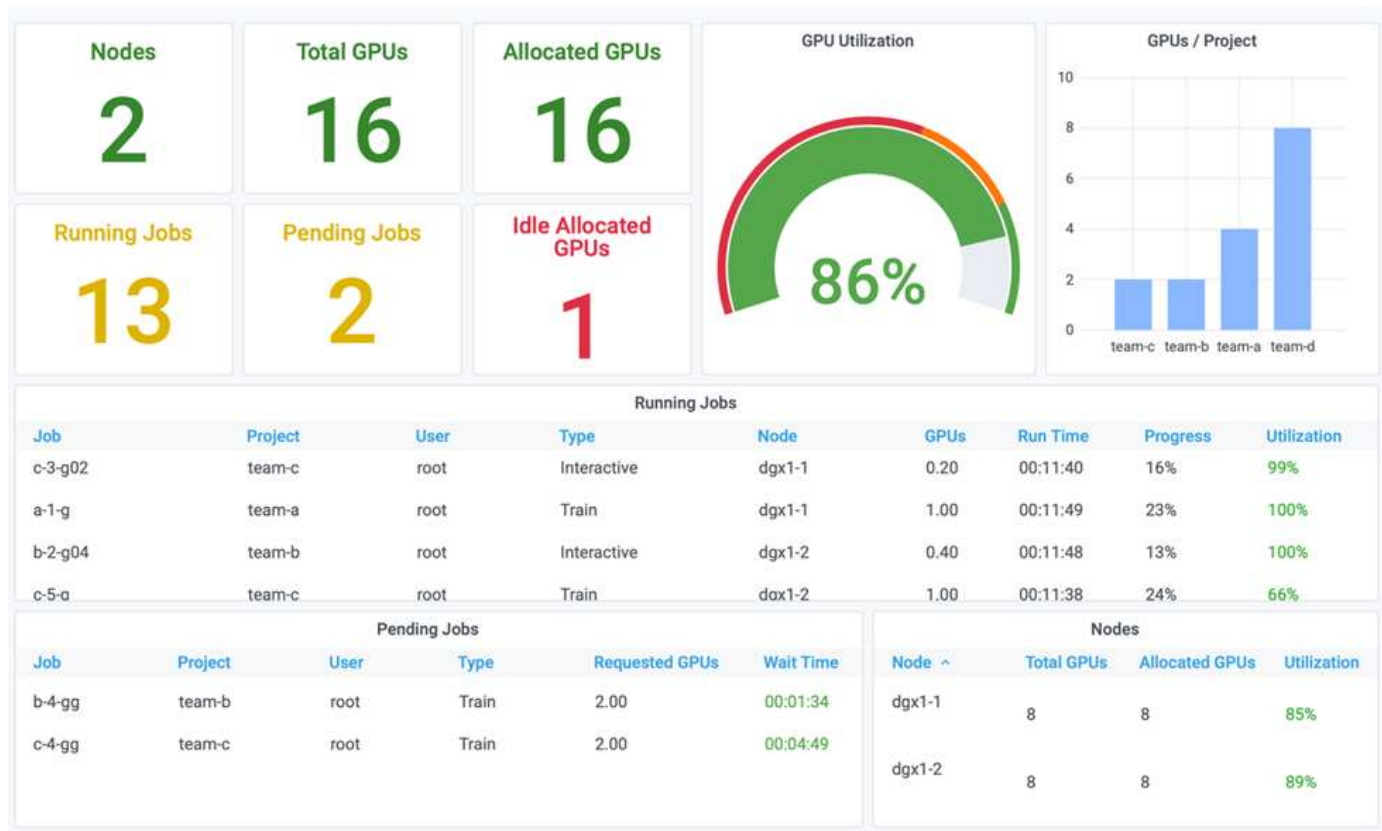 Nodes
2
Total GPUs
16
Allocated GPUs
16
Running Jobs
13
Pending Jobs
2
Idle Allocated
GPUs
1
GPU Utilization
86%
GPUs / Project
10
8
6
4
2
0
team-c team-b team-a team-d
Running Jobs
Job Project User Type Node GPUs Run Time Progress Utilization
c-3-g02 team-c root Interactive dgx1-1 0.20 00:11:40 16% 99%
a-1-g team-a root Train dgx1-1 1.00 00:11:49 23% 100%
b-2-g04 team-b root Interactive dgx1-2 0.40 00:11:48 13% 100%
c-5-g team-c root Train dgx1-2 1.00 00:11:38 24% 66%
Pending Jobs
Job Project User Type Requested GPUs Wait Time
b-4-gg team-b root Train 2.00 00:01:34
c-4-gg team-c root Train 2.00 00:04:49
Nodes
Node Total GPUs Allocated GPUs Utilization
dgx1-1 8 8 85%
dgx1-2 8 8 89%